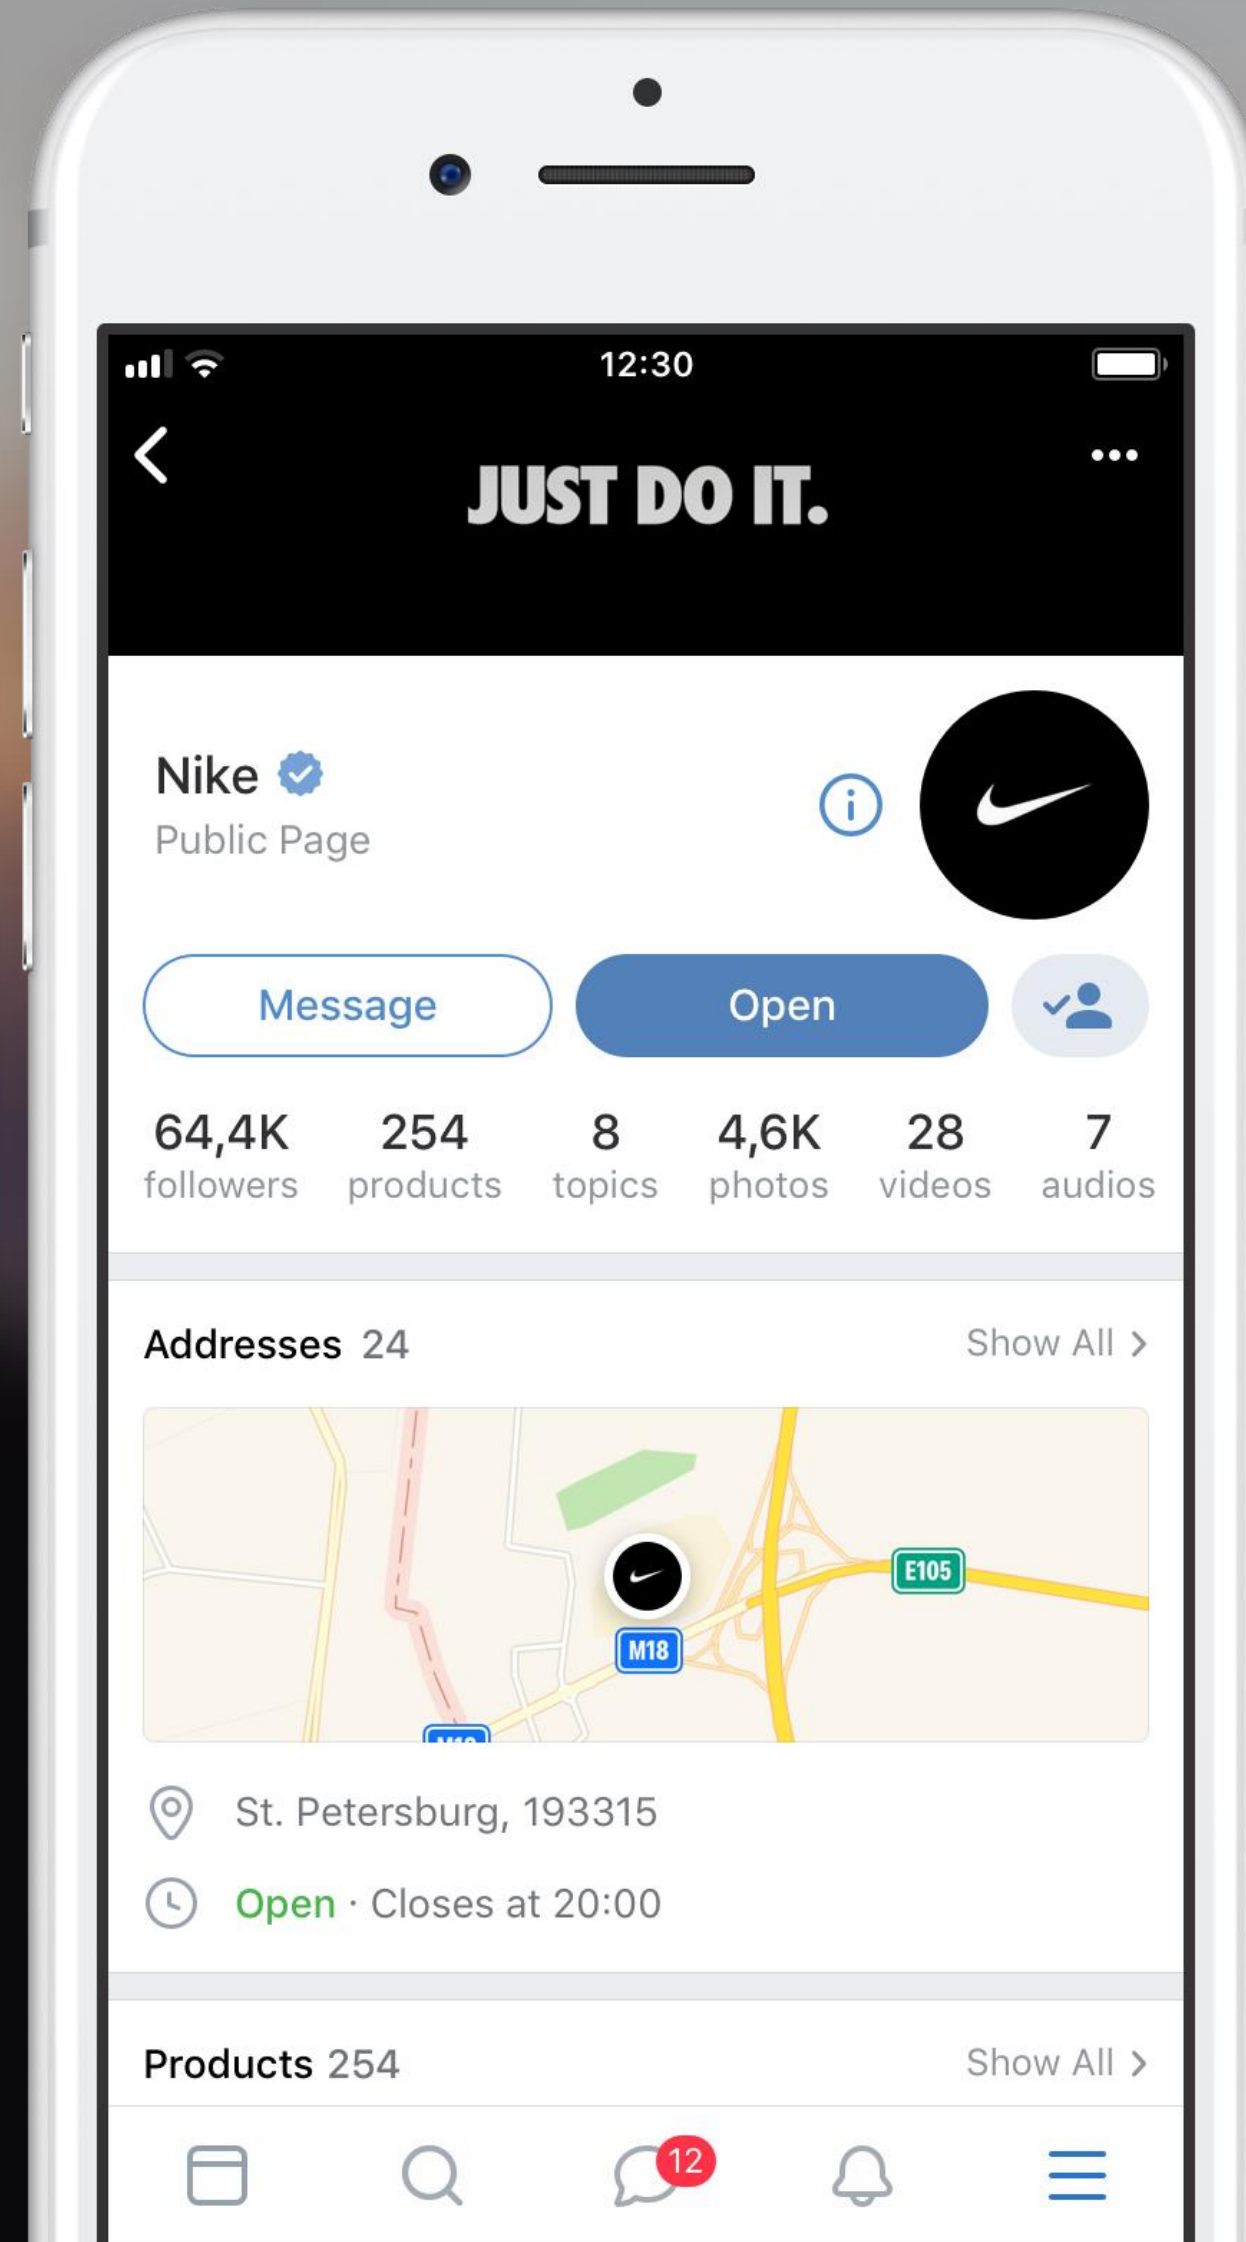 12:30
JUST DO IT.
Nike
Public Page
Message
Open
64,4K
254
8
4,6K
28
7
followers
products
topics
photos
videos
audios
Addresses 24
Show All
E105
M18
St. Petersburg, 193315
Open · Closes at 20:00
Products 254
Show All
12